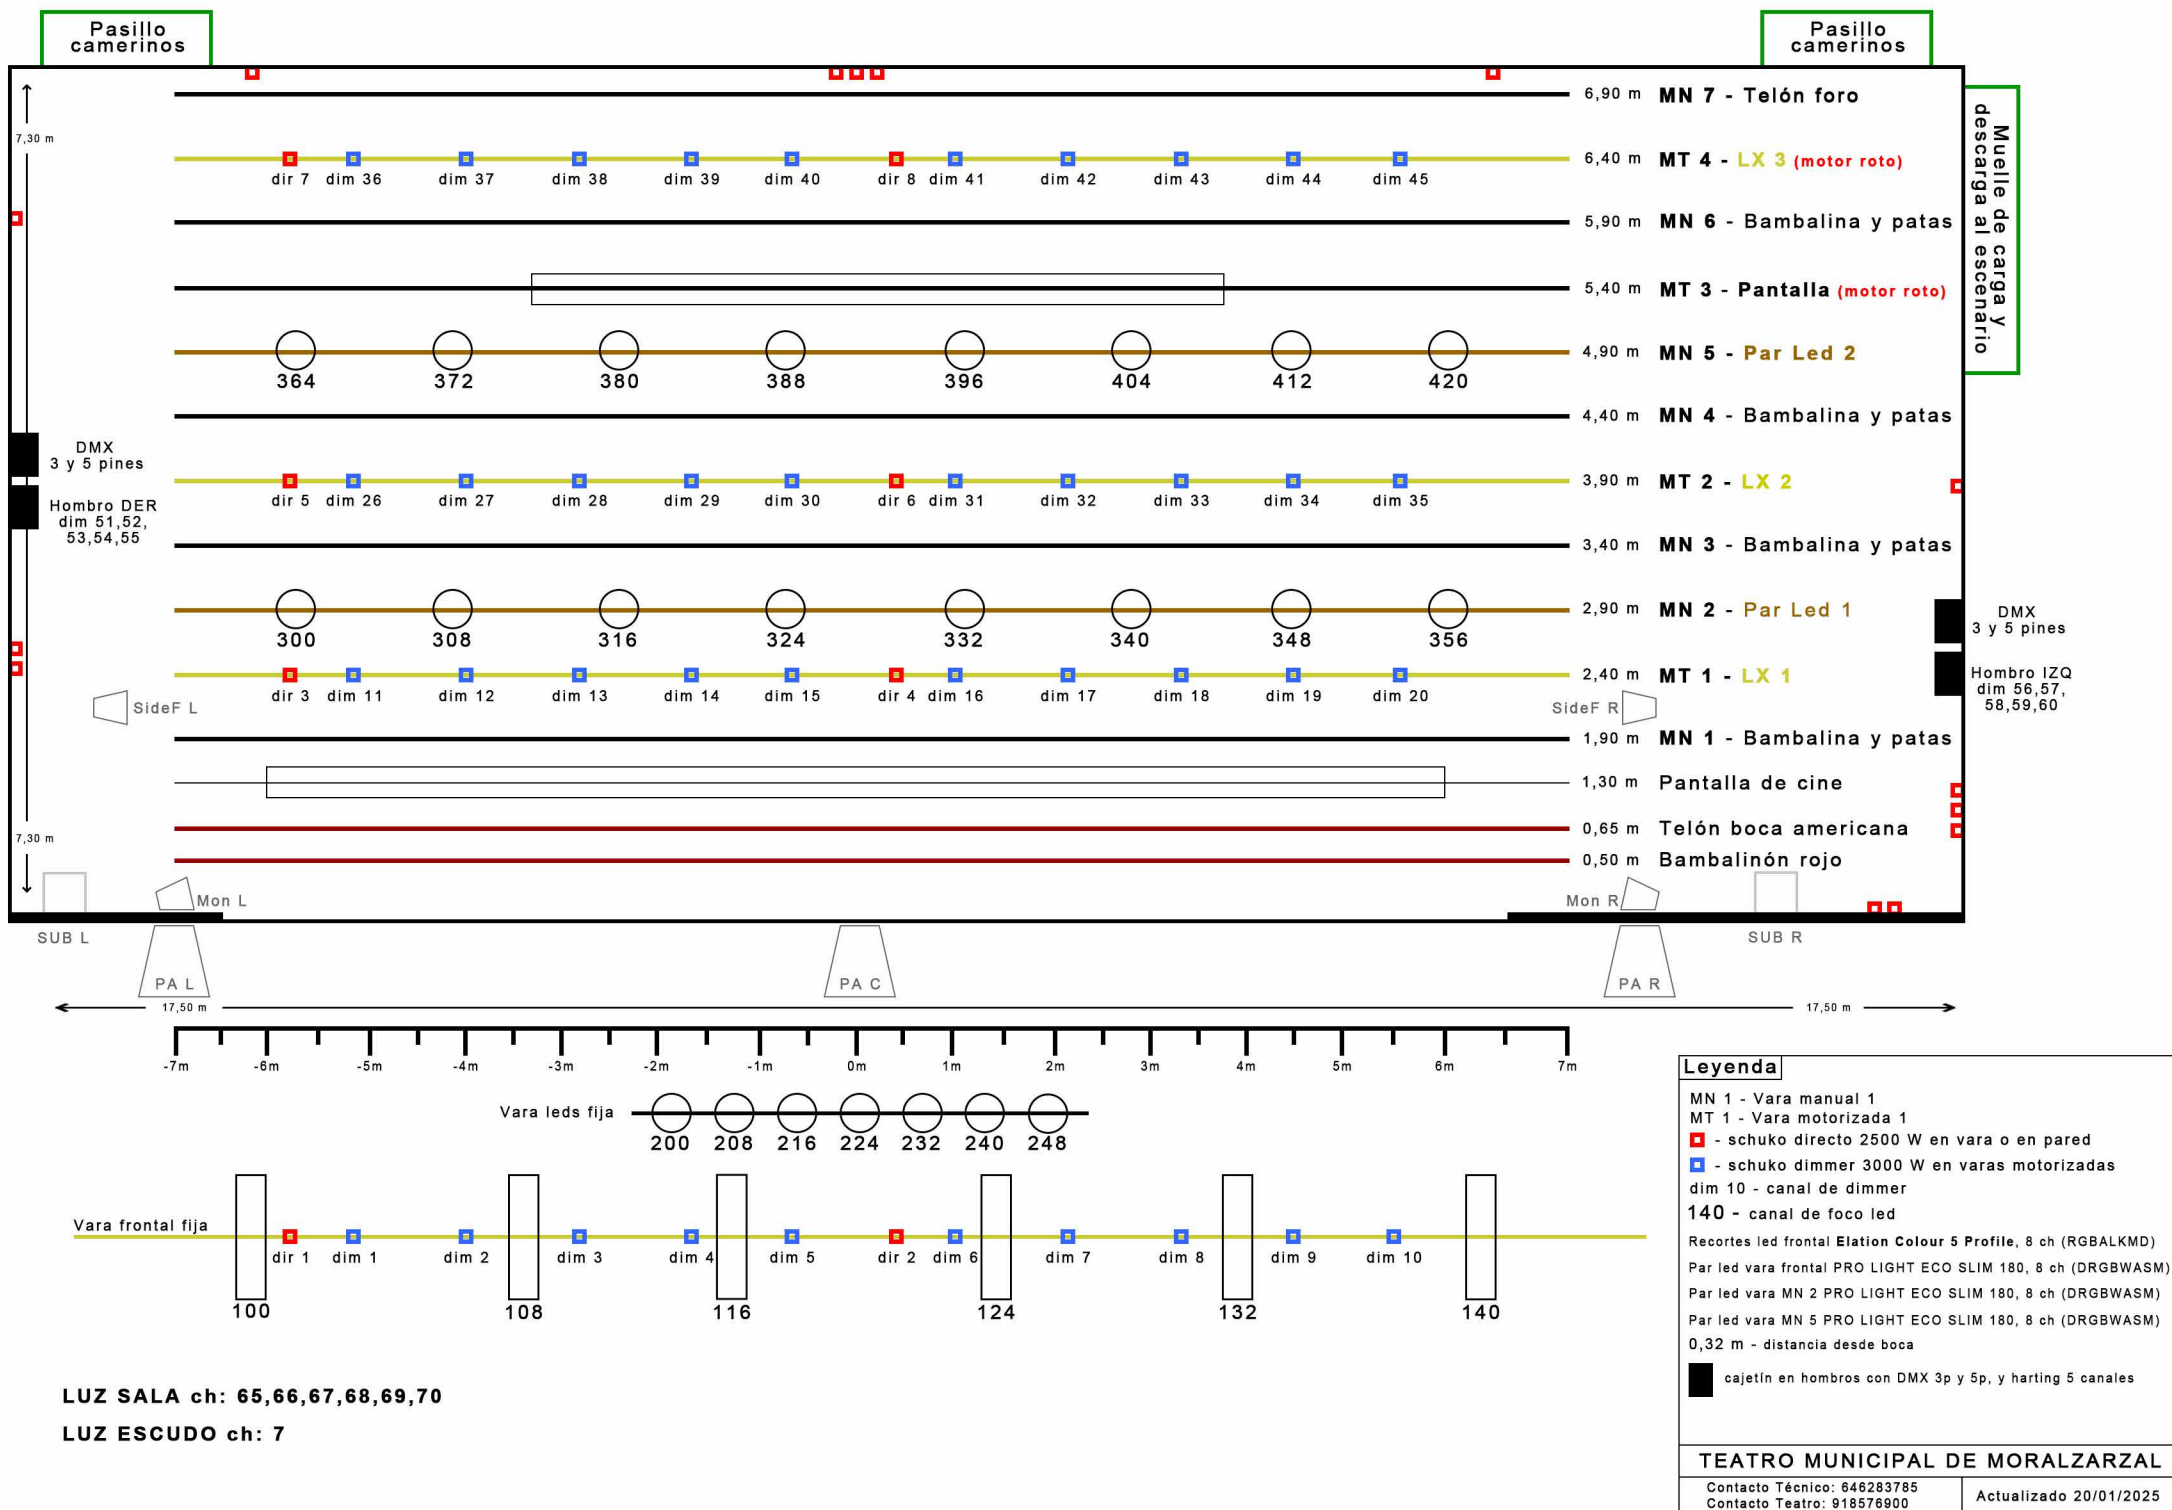 Pasillo
camerinos
Pasillo
camerinos
7,30 m
6,90 m MN 7 - Telón foro
6,40 m MT 4 - LX 3 (motor roto)
dir 7 dim 36 dim 37 dim 38 dim 39 dim 40 dir 8 dim 41 dim 42 dim 43 dim 44 dim 45
5,90 m MN 6 - Bambalina y patas
5,40 m MT 3 - Pantalla (motor roto)
Muelle de carga y
descarga al escenario
4,90 m MN 5 - Par Led 2
364 372 380 388 396 404 412 420
4,40 m MN 4 - Bambalina y patas
DMX
3 y 5 pines
Hombro DER
dim 51,52,
53,54,55
3,90 m MT 2 - LX 2
dir 5 dim 26 dim 27 dim 28 dim 29 dim 30 dir 6 dim 31 dim 32 dim 33 dim 34 dim 35
3,40 m MN 3 - Bambalina y patas
2,90 m MN 2 - Par Led 1
300 308 316 324 332 340 348 356
DMX
3 y 5 pines
2,40 m MT 1 - LX 1
dir 3 dim 11 dim 12 dim 13 dim 14 dim 15 dir 4 dim 16 dim 17 dim 18 dim 19 dim 20
Hombro IZQ
dim 56,57,
58,59,60
SideF L
SideF R
1,90 m MN 1 - Bambalina y patas
1,30 m Pantalla de cine
0,65 m Telón boca americana
7,30 m
0,50 m Bambalinón rojo
Mon L
Mon R
SUB L
SUB R
PA L
PA C
PA R
17,50 m
17,50 m
-7m -6m -5m -4m -3m -2m -1m 0m 1m 2m 3m 4m 5m 6m 7m
Vara leds fija
200 208 216 224 232 240 248
Vara frontal fija
dir 1 dim 1 dim 2 dim 3 dim 4 dim 5 dir 2 dim 6 dim 7 dim 8 dim 9 dim 10
100 108 116 124 132 140
LUZ SALA ch: 65,66,67,68,69,70
LUZ ESCUDO ch: 7
Leyenda
MN 1 - Vara manual 1
MT 1 - Vara motorizada 1
- schuko directo 2500 W en vara o en pared
- schuko dimmer 3000 W en varas motorizadas
dim 10 - canal de dimmer
140 - canal de foco led
Recortes led frontal Elation Colour 5 Profile, 8 ch (RGBALKMD)
Par led vara frontal PRO LIGHT ECO SLIM 180, 8 ch (DRGBWASM)
Par led vara MN 2 PRO LIGHT ECO SLIM 180, 8 ch (DRGBWASM)
Par led vara MN 5 PRO LIGHT ECO SLIM 180, 8 ch (DRGBWASM)
0,32 m - distancia desde boca
cajetín en hombros con DMX 3p y 5p, y harting 5 canales
TEATRO MUNICIPAL DE MORALZARZAL
Contacto Técnico: 646283785
Contacto Teatro: 918576900
Actualizado 20/01/2025